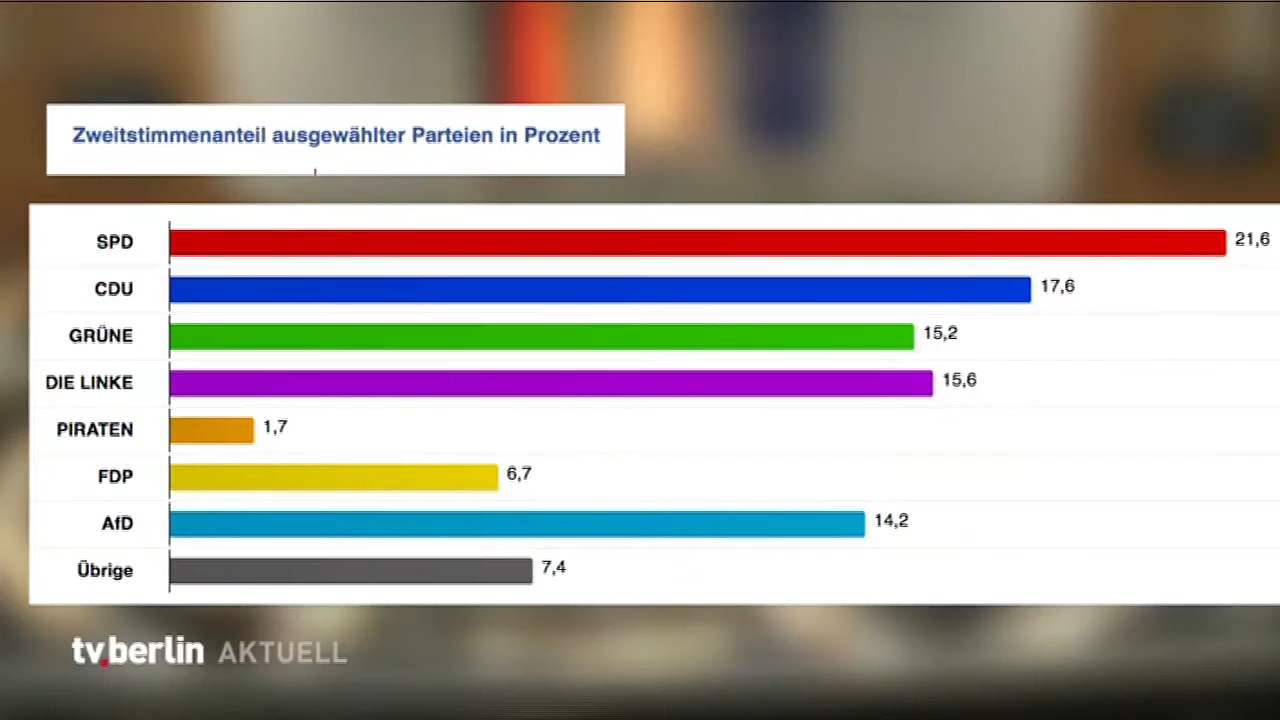 Zweitstimmenanteil ausgewählter Parteien in Prozent
SPD 21,6
CDU 17,6
GRÜNE 15,2
DIE LINKE 15,6
PIRATEN 1,7
FDP 6,7
AfD 14,2
Übrige 7,4
tv.berlin AKTUELL